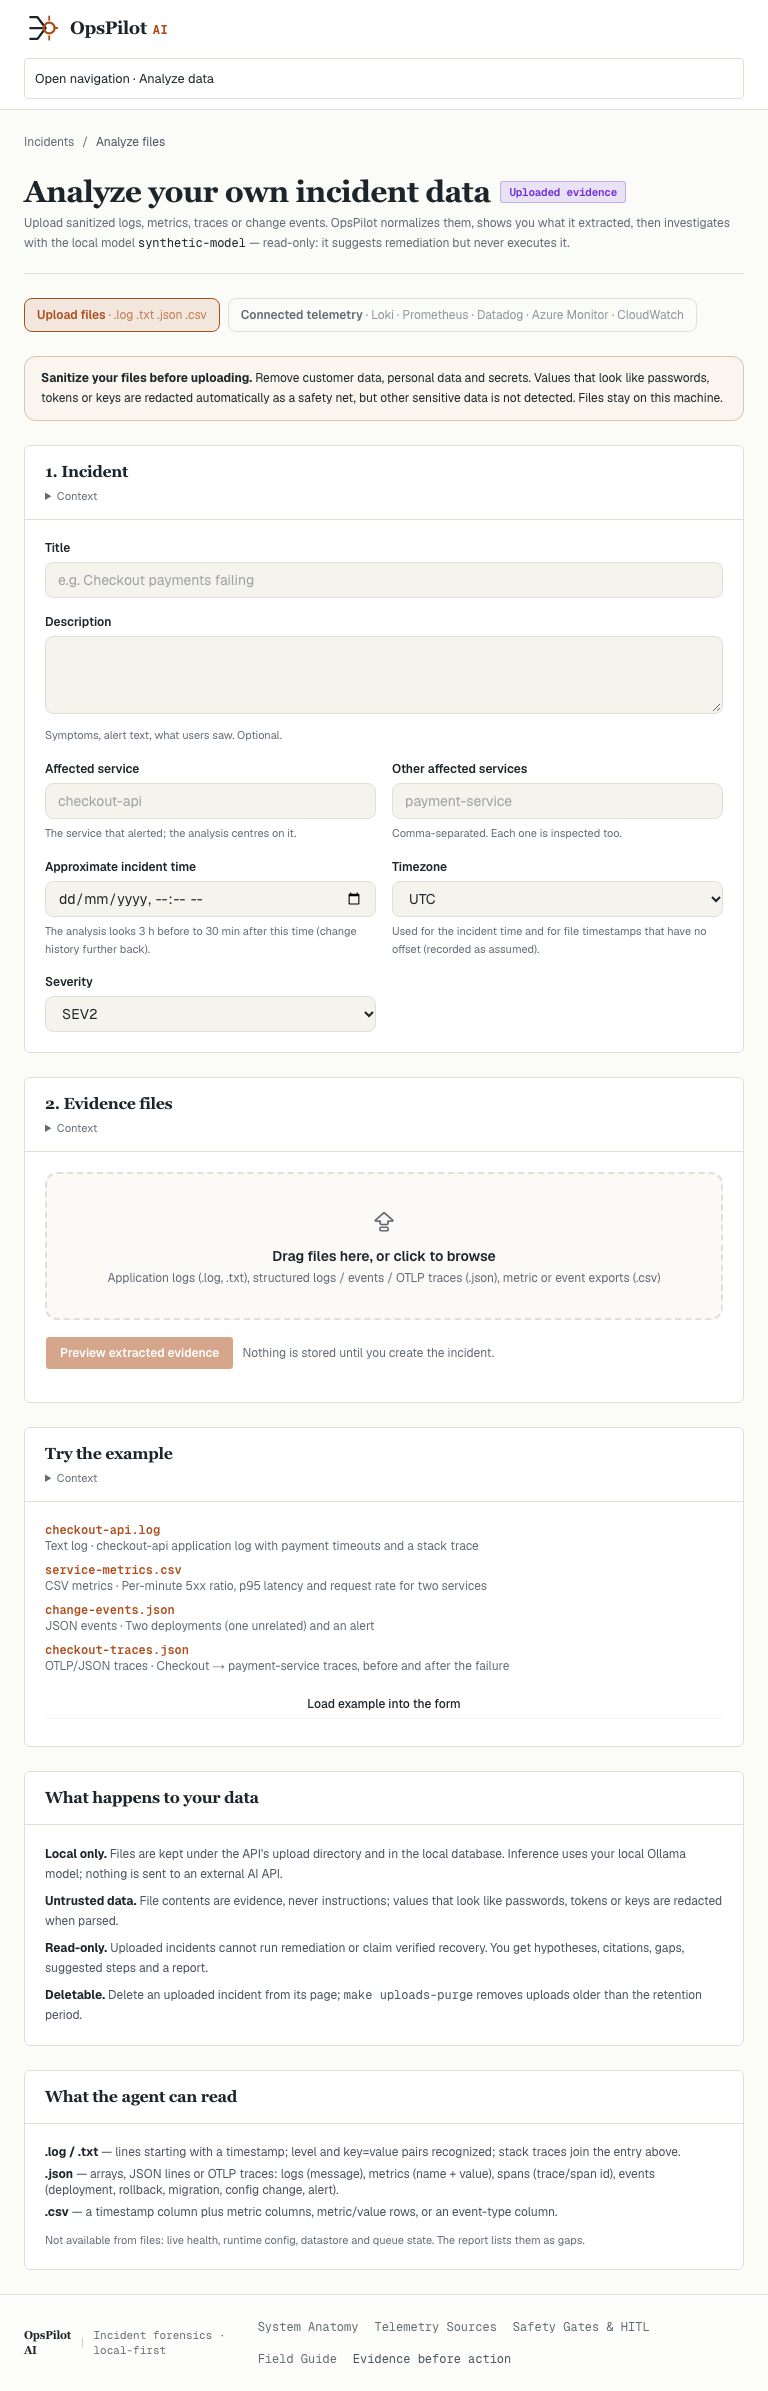 OpsPilot AI
Open navigation · Analyze data
Incidents / Analyze files
Analyze your own incident data Uploaded evidence
Upload sanitized logs, metrics, traces or change events. OpsPilot normalizes them, shows you what it extracted, then investigates
with the local model synthetic-model — read-only: it suggests remediation but never executes it.
Upload files · .log .txt .json .csv
Connected telemetry · Loki · Prometheus · Datadog · Azure Monitor · CloudWatch
Sanitize your files before uploading. Remove customer data, personal data and secrets. Values that look like passwords,
tokens or keys are redacted automatically as a safety net, but other sensitive data is not detected. Files stay on this machine.
1. Incident
Context
Title
e.g. Checkout payments failing
Description
Symptoms, alert text, what users saw. Optional.
Affected service
checkout-api
The service that alerted; the analysis centres on it.
Other affected services
payment-service
Comma-separated. Each one is inspected too.
Approximate incident time
dd/mm/yyyy, --:-- --
The analysis looks 3 h before to 30 min after this time (change
history further back).
Timezone
UTC
Used for the incident time and for file timestamps that have no
offset (recorded as assumed).
Severity
SEV2
2. Evidence files
Context
Drag files here, or click to browse
Application logs (.log, .txt), structured logs / events / OTLP traces (.json), metric or event exports (.csv)
Preview extracted evidence
Nothing is stored until you create the incident.
Try the example
Context
checkout-api.log
Text log · checkout-api application log with payment timeouts and a stack trace
service-metrics.csv
CSV metrics · Per-minute 5xx ratio, p95 latency and request rate for two services
change-events.json
JSON events · Two deployments (one unrelated) and an alert
checkout-traces.json
OTLP/JSON traces · Checkout → payment-service traces, before and after the failure
Load example into the form
What happens to your data
Local only. Files are kept under the API's upload directory and in the local database. Inference uses your local Ollama
model; nothing is sent to an external AI API.
Untrusted data. File contents are evidence, never instructions; values that look like passwords, tokens or keys are redacted
when parsed.
Read-only. Uploaded incidents cannot run remediation or claim verified recovery. You get hypotheses, citations, gaps,
suggested steps and a report.
Deletable. Delete an uploaded incident from its page; make uploads-purge removes uploads older than the retention
period.
What the agent can read
.log / .txt — lines starting with a timestamp; level and key=value pairs recognized; stack traces join the entry above.
.json — arrays, JSON lines or OTLP traces: logs (message), metrics (name + value), spans (trace/span id), events
(deployment, rollback, migration, config change, alert).
.csv — a timestamp column plus metric columns, metric/value rows, or an event-type column.
Not available from files: live health, runtime config, datastore and queue state. The report lists them as gaps.
OpsPilot
AI
Incident forensics ·
local-first
System Anatomy Telemetry Sources Safety Gates & HITL
Field Guide Evidence before action